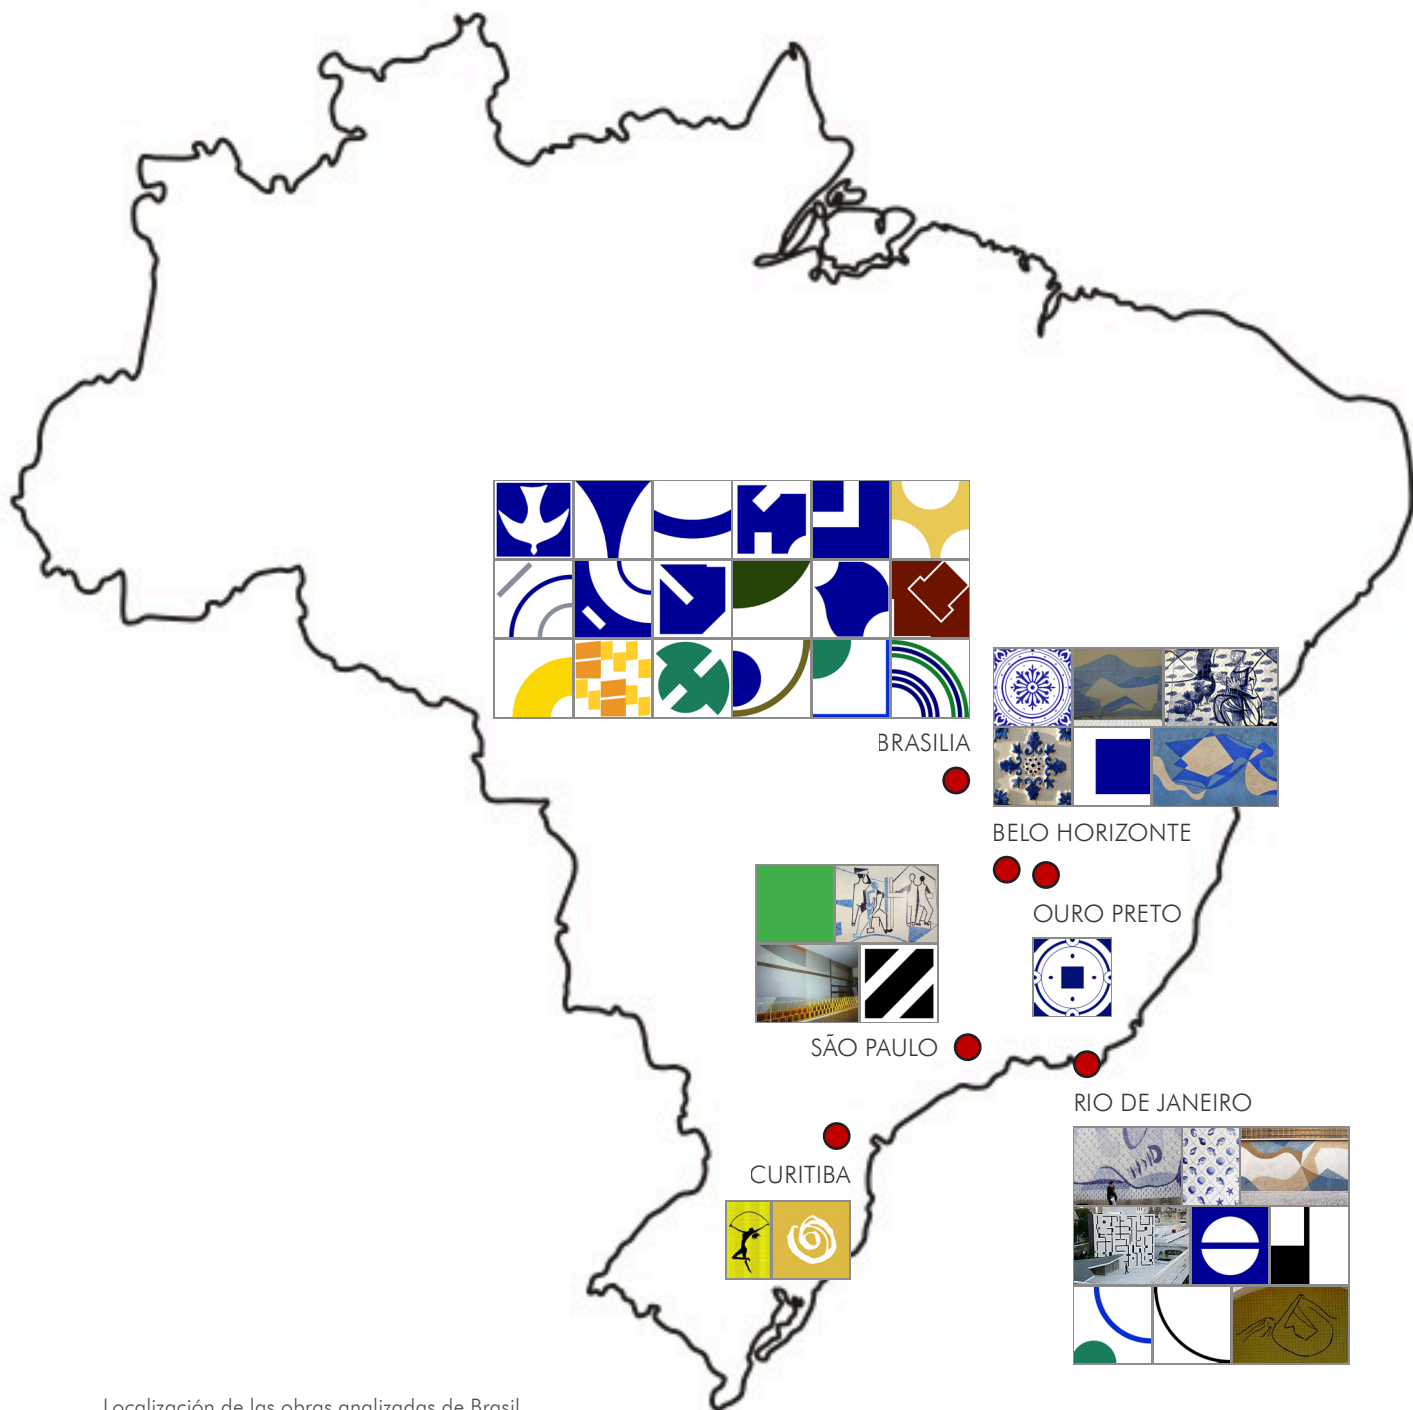 BRASILIA
BELO HORIZONTE
OURO PRETO
SÃO PAULO
RIO DE JANEIRO
CURITIBA
Localización de las obras analizadas de Brasil